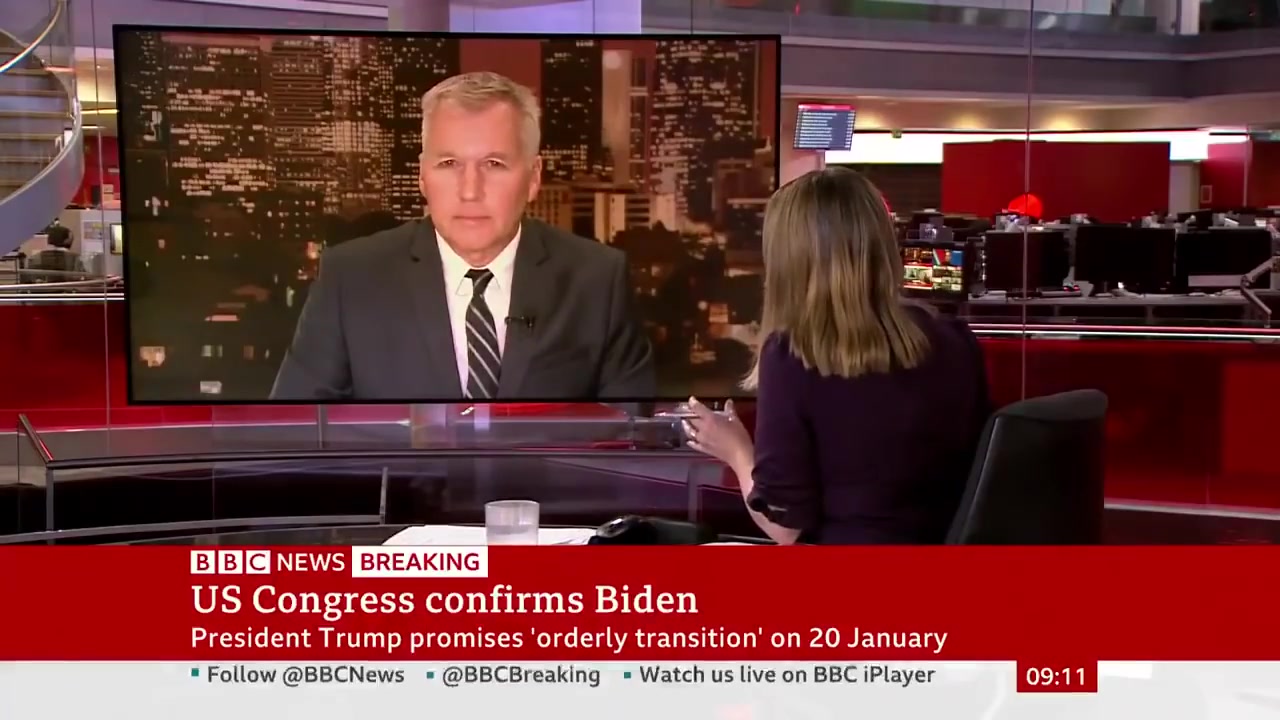 BBC NEWS BREAKING
US Congress confirms Biden
President Trump promises 'orderly transition' on 20 January
Follow @BBCNews @BBCBreaking Watch us live on BBC iPlayer
09:11